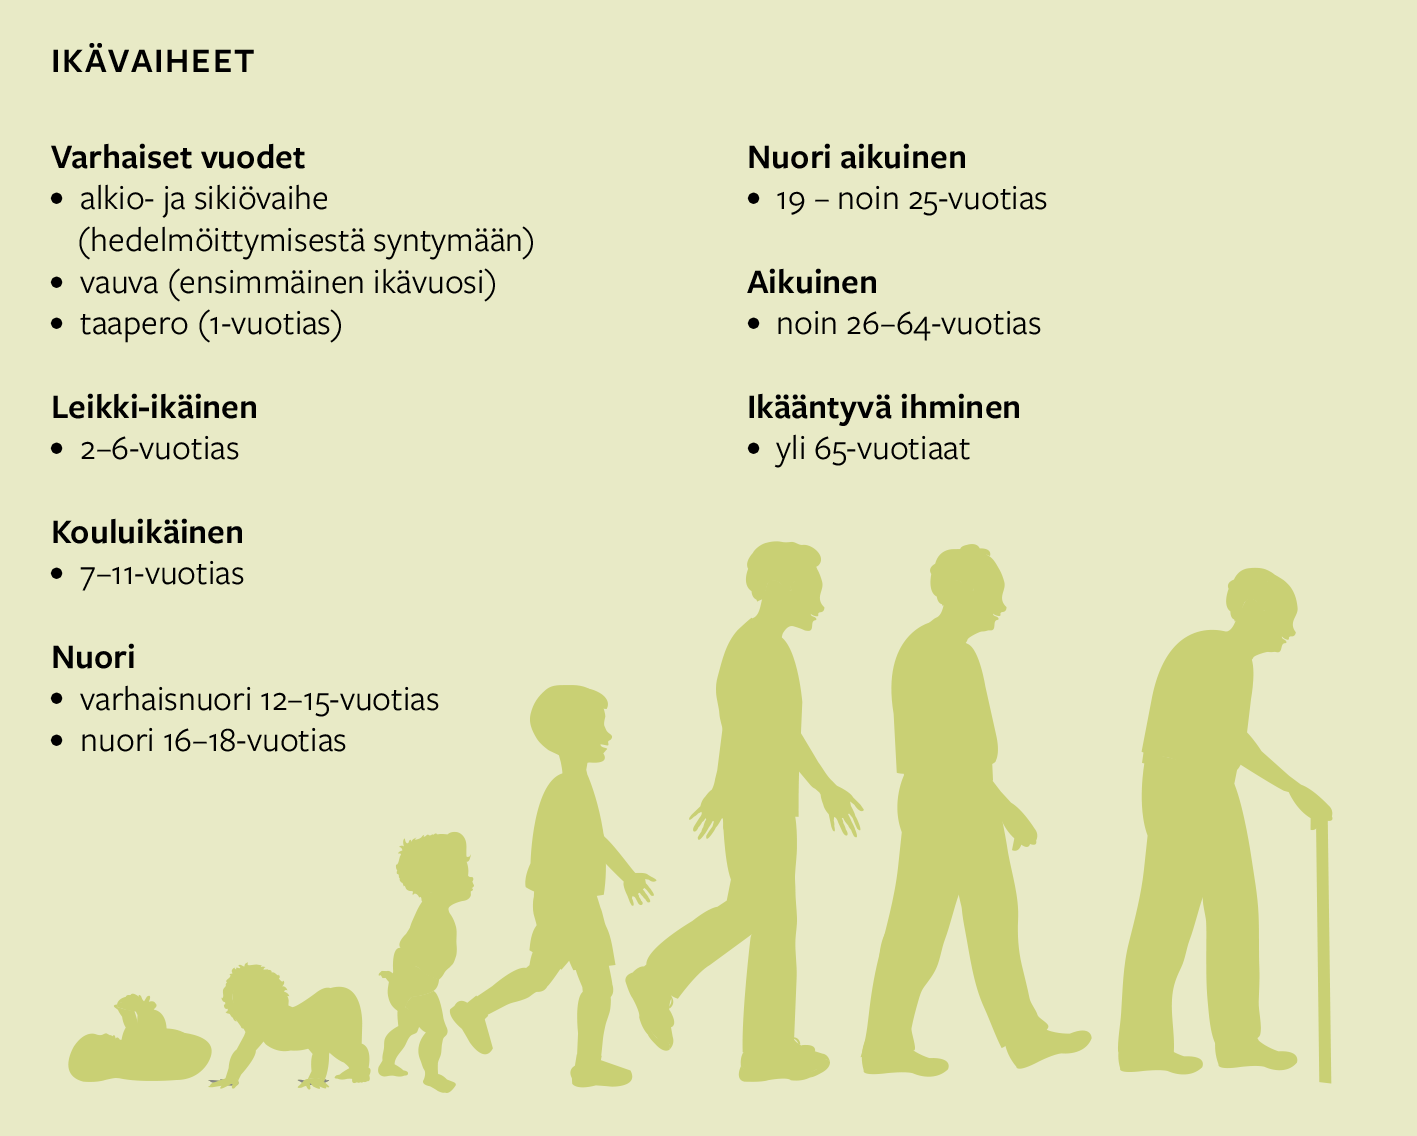 IKÄVAIHEET
Varhaiset vuodet
• alkio- ja sikiövaihe
(hedelmöittymisestä syntymään)
• vauva (ensimmäinen ikävuosi)
• taapero (1-vuotias)
Leikki-ikäinen
• 2–6-vuotias
Kouluikäinen
• 7–11-vuotias
Nuori
• varhaisnuori 12–15-vuotias
• nuori 16–18-vuotias
Nuori aikuinen
• 19 – noin 25-vuotias
Aikuinen
• noin 26–64-vuotias
Ikääntyvä ihminen
• yli 65-vuotiaat